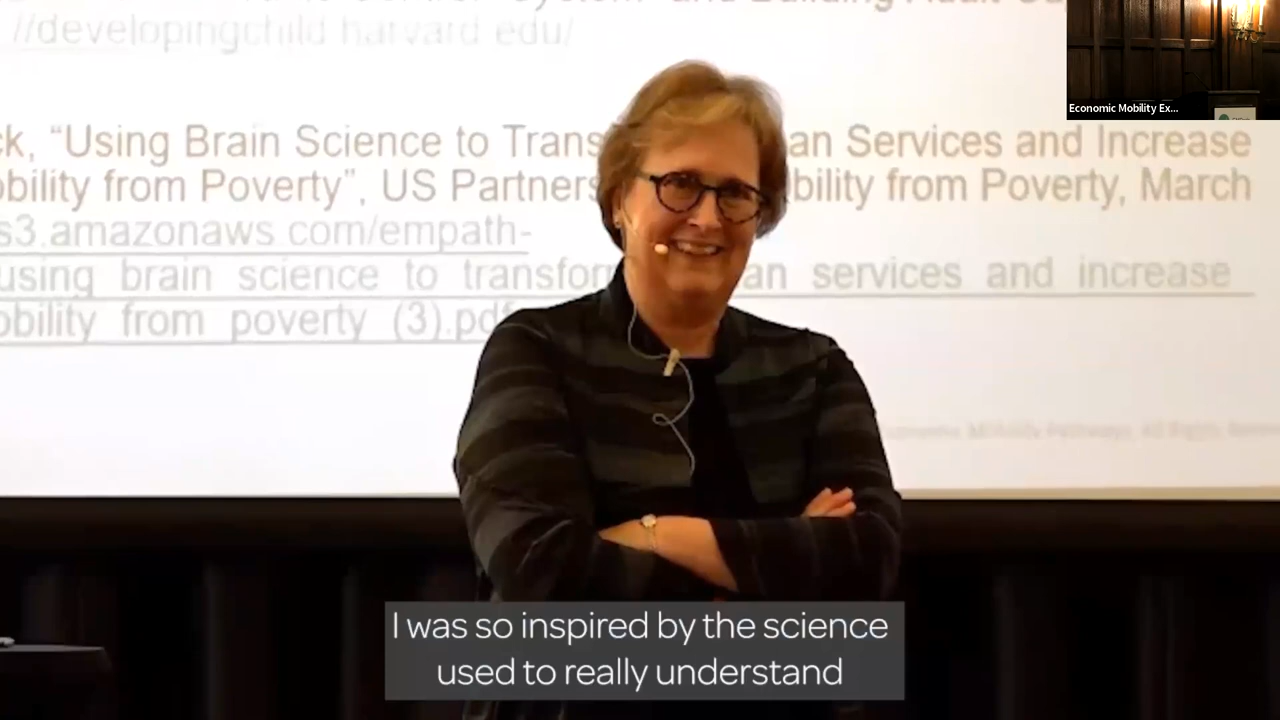 //developingchild harvard edu/
Economic Mobility Ex...
ck, “Using Brain Science to Trans an Services and Increase
obility from Poverty”, US Partners bility from Poverty, March
s3.amazonaws com/empath-
using brain science to transfor an services and increase
obility from poverty (3).pdf
I was so inspired by the science
used to really understand